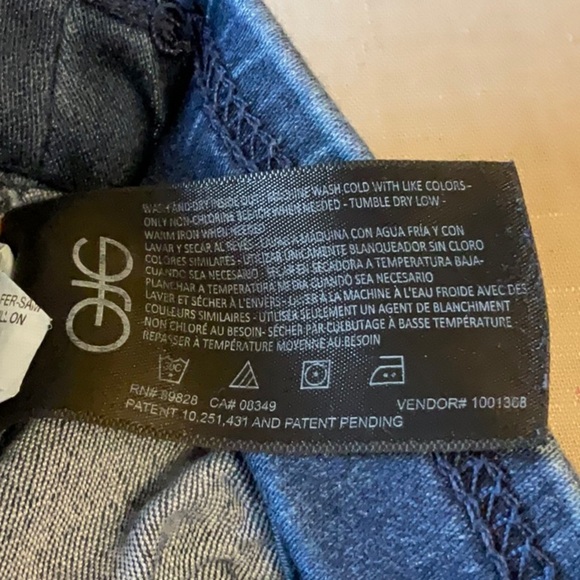 WASH AND DRY INSIDE OUT - MACHINE WASH COLD WITH LIKE COLORS -
ONLY NON-CHLORINE BLEACH WHEN NEEDED - TUMBLE DRY LOW -
WARM IRON WHEN NEEDED
LAVAR Y SECAR AL REVÉS - LAVAR A MAQUINA CON AGUA FRÍA Y CON
COLORES SIMILARES - UTILIZAR ÚNICAMENTE BLANQUEADOR SIN CLORO
CUANDO SEA NECESARIO - SEQUE EN SECADORA A TEMPERATURA BAJA-
PLANCHAR A TEMPERATURA MEDIA CUANDO SEA NECESARIO
LAVER ET SÉCHER À L'ENVERS - LAVER À LA MACHINE À L'EAU FROIDE AVEC DES
COULEURS SIMILAIRES - UTILISER UN AGENT DE BLANCHIMENT
NON CHLORÉ AU BESOIN- SÉCHER PAR CULBUTAGE À BASSE TEMPÉRATURE
REPASSER À TEMPÉRATURE MOYENNE AU BESOIN
30C
RN# 89828 CA# 08349 VENDOR# 1001368
PATENT 10,251,431 AND PATENT PENDING